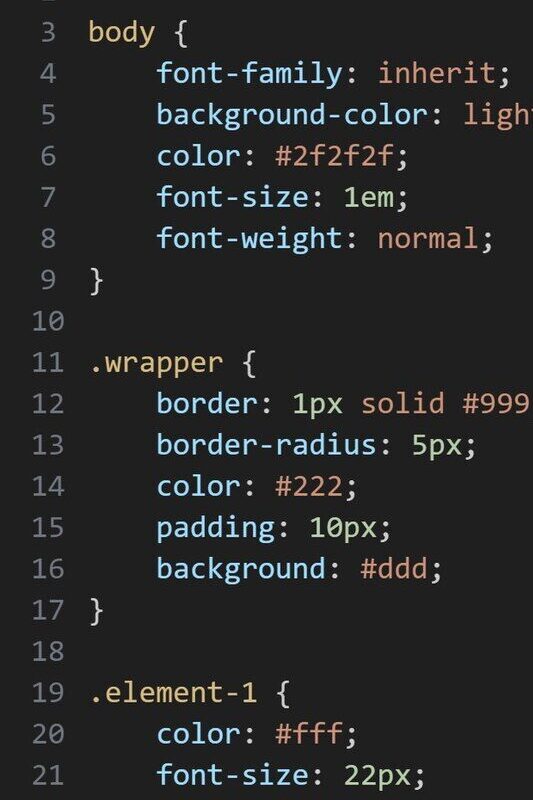 3 body {
4 font-family: inherit;
5 background-color: ligh
6 color: #2f2f2f;
7 font-size: 1em;
8 font-weight: normal;
9 }
10
11 .wrapper {
12 border: 1px solid #999
13 border-radius: 5px;
14 color: #222;
15 padding: 10px;
16 background: #ddd;
17 }
18
19 .element-1 {
20 color: #fff;
21 font-size: 22px;